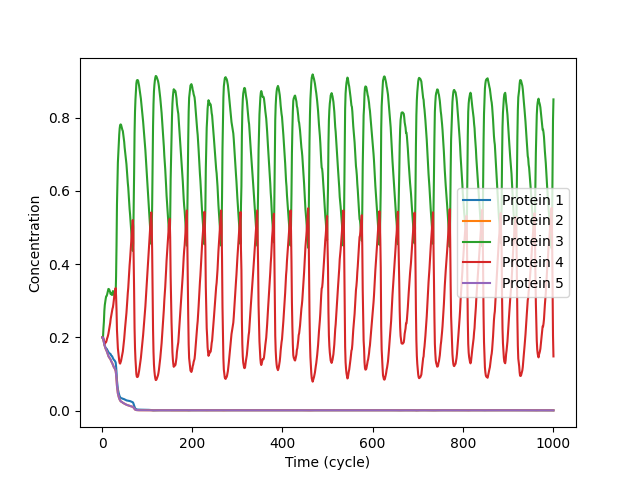 0.8
0.6
0.4
0.2
0.0
Concentration
Protein 1
Protein 2
Protein 3
Protein 4
Protein 5
0
200
400
600
800
1000
Time (cycle)